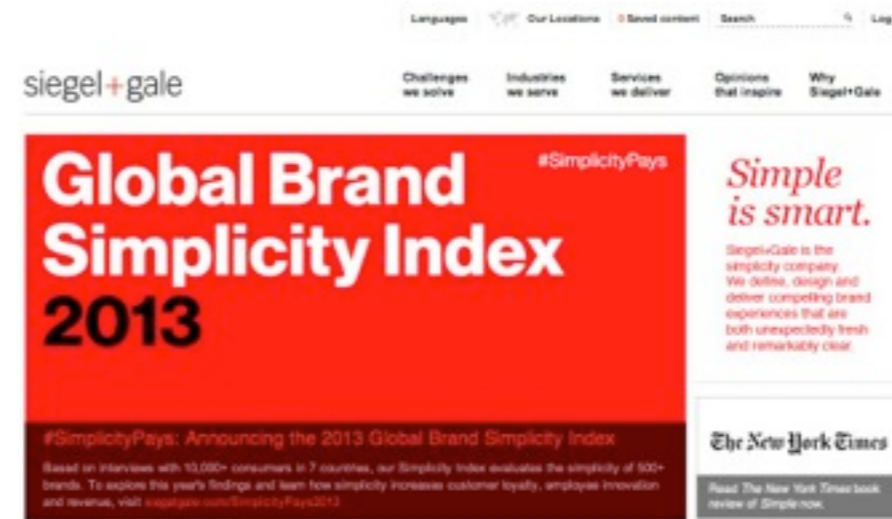 Languages Our Locations 0 Saved content Search Log
siegel+gale
Challenges we solve
Industries we serve
Services we deliver
Opinions that inspire
Why Siegel+Gale
Global Brand
Simplicity Index
2013
#SimplicityPays
Simple
is smart.
Siegel+Gale is the
simplicity company.
We define, design and
deliver compelling brand
experiences that are
both unexpectedly fresh
and remarkably clear.
#SimplicityPays: Announcing the 2013 Global Brand Simplicity Index
Based on interviews with 10,000+ consumers in 7 countries, our Simplicity Index evaluates the simplicity of 500+
brands. To explore this year's findings and learn how simplicity increases customer loyalty, employee innovation
and revenue, visit siegelgale.com/SimplicityPays2013
The New York Times
Read The New York Times book
review of Simple now.